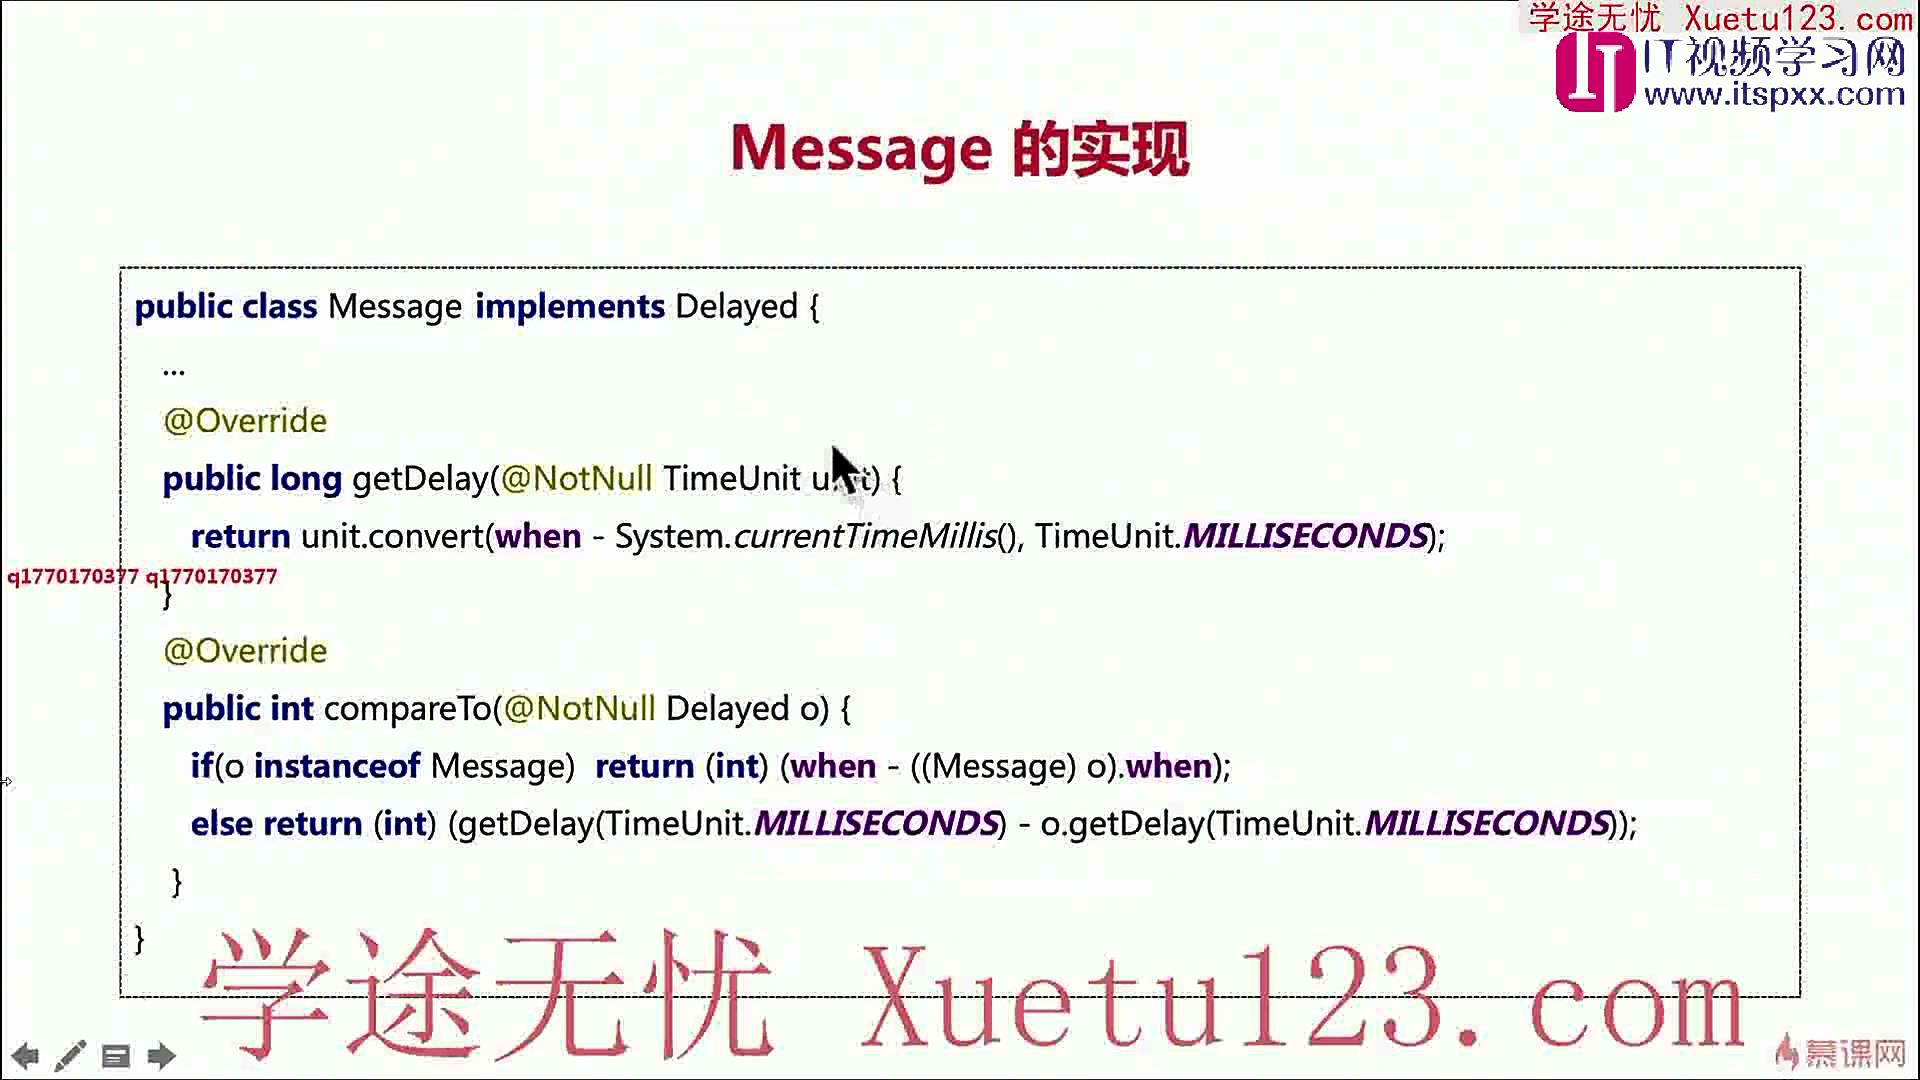 学途无忧 Xuetu123.com
IT视频学习网
www.itspxx.com
Message 的实现
public class Message implements Delayed {
...
@Override
public long getDelay(@NotNull TimeUnit unit) {
return unit.convert(when - System.currentTimeMillis(), TimeUnit.MILLISECONDS);
q1770170377 q1770170377
}
@Override
public int compareTo(@NotNull Delayed o) {
if(o instanceof Message) return (int) (when - ((Message) o).when);
else return (int) (getDelay(TimeUnit.MILLISECONDS) - o.getDelay(TimeUnit.MILLISECONDS));
}
}
学途无忧 Xuetu123.com
慕课网